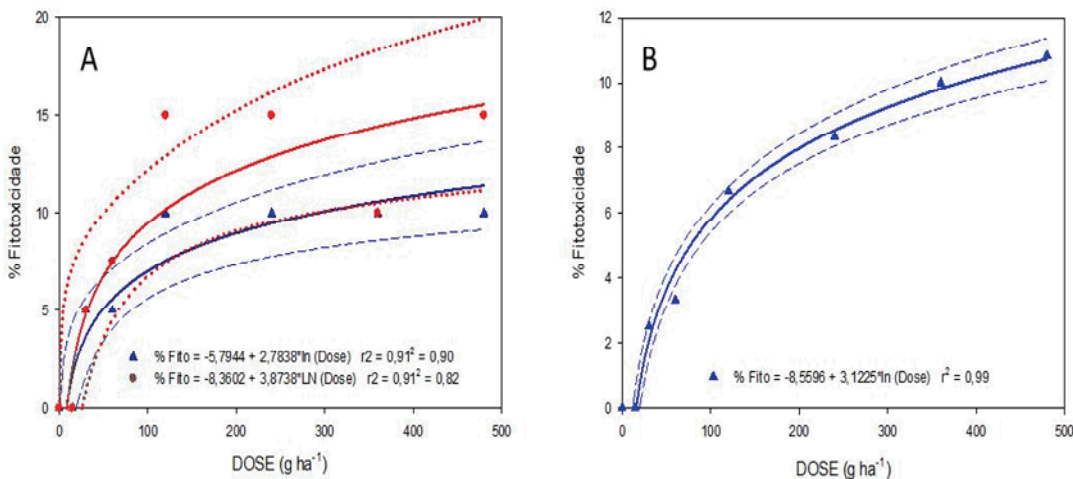 A
% Fitotoxicidade
20
15
10
5
0
% Fito = -5,7944 + 2,7838*ln (Dose) r2 = 0,91² = 0,90
% Fito = -8,3602 + 3,8738*LN (Dose) r2 = 0,91² = 0,82
0 100 200 300 400 500
DOSE (g ha⁻¹)
B
% Fitotoxicidade
12
10
8
6
4
2
0
% Fito = -8,5596 + 3,1225*ln (Dose) r² = 0,99
0 100 200 300 400 500
DOSE (g ha⁻¹)